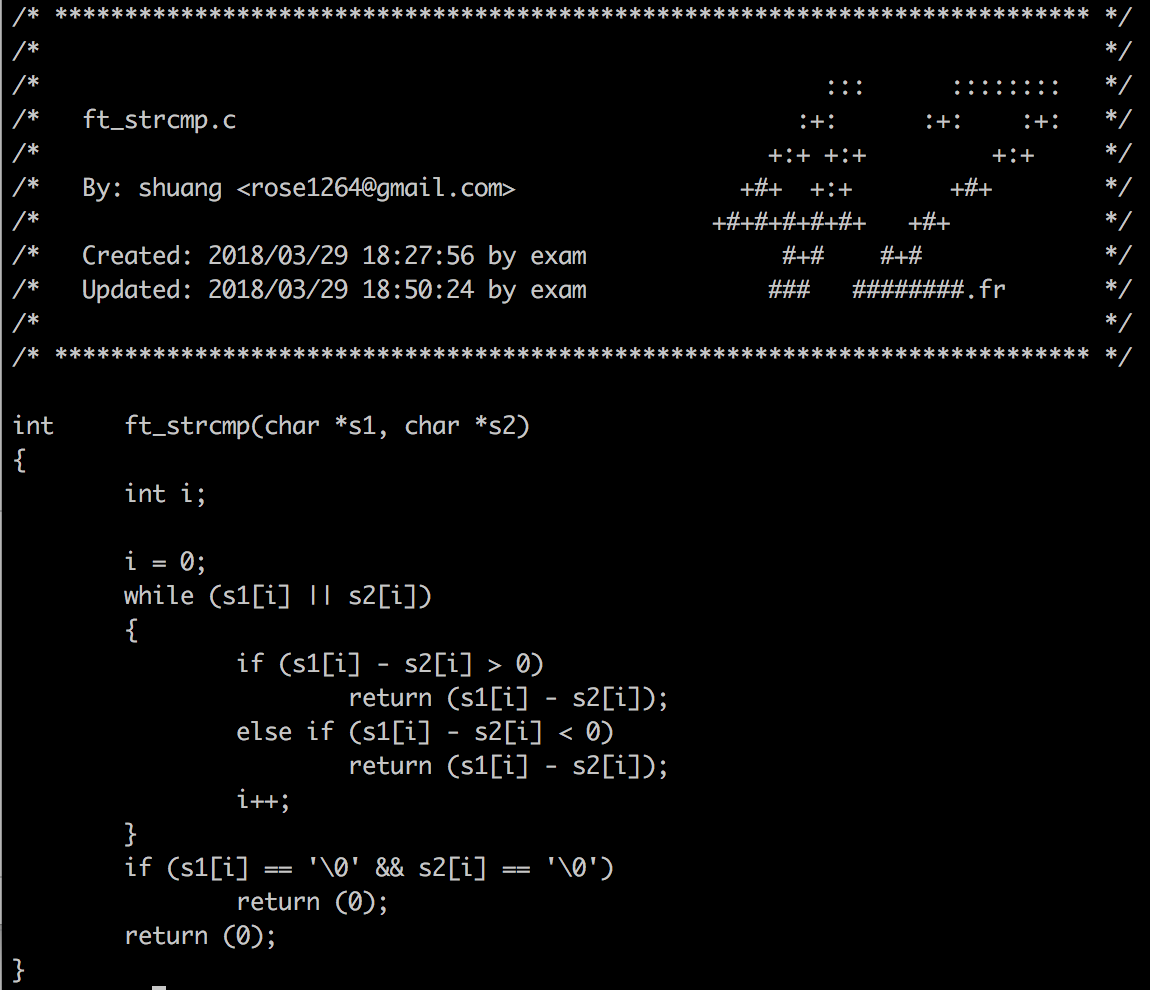 /* ************************************************************************** */
/*                                                                            */
/*                                                        :::      ::::::::   */
/*   ft_strcmp.c                                        :+:      :+:    :+:   */
/*                                                    +:+ +:+         +:+     */
/*   By: shuang <rose1264@gmail.com>                +#+  +:+       +#+        */
/*                                                +#+#+#+#+#+   +#+           */
/*   Created: 2018/03/29 18:27:56 by exam              #+#    #+#             */
/*   Updated: 2018/03/29 18:50:24 by exam             ###   ########.fr       */
/*                                                                            */
/* ************************************************************************** */

int     ft_strcmp(char *s1, char *s2)
{
        int i;

        i = 0;
        while (s1[i] || s2[i])
        {
                if (s1[i] - s2[i] > 0)
                        return (s1[i] - s2[i]);
                else if (s1[i] - s2[i] < 0)
                        return (s1[i] - s2[i]);
                i++;
        }
        if (s1[i] == '\0' && s2[i] == '\0')
                return (0);
        return (0);
}